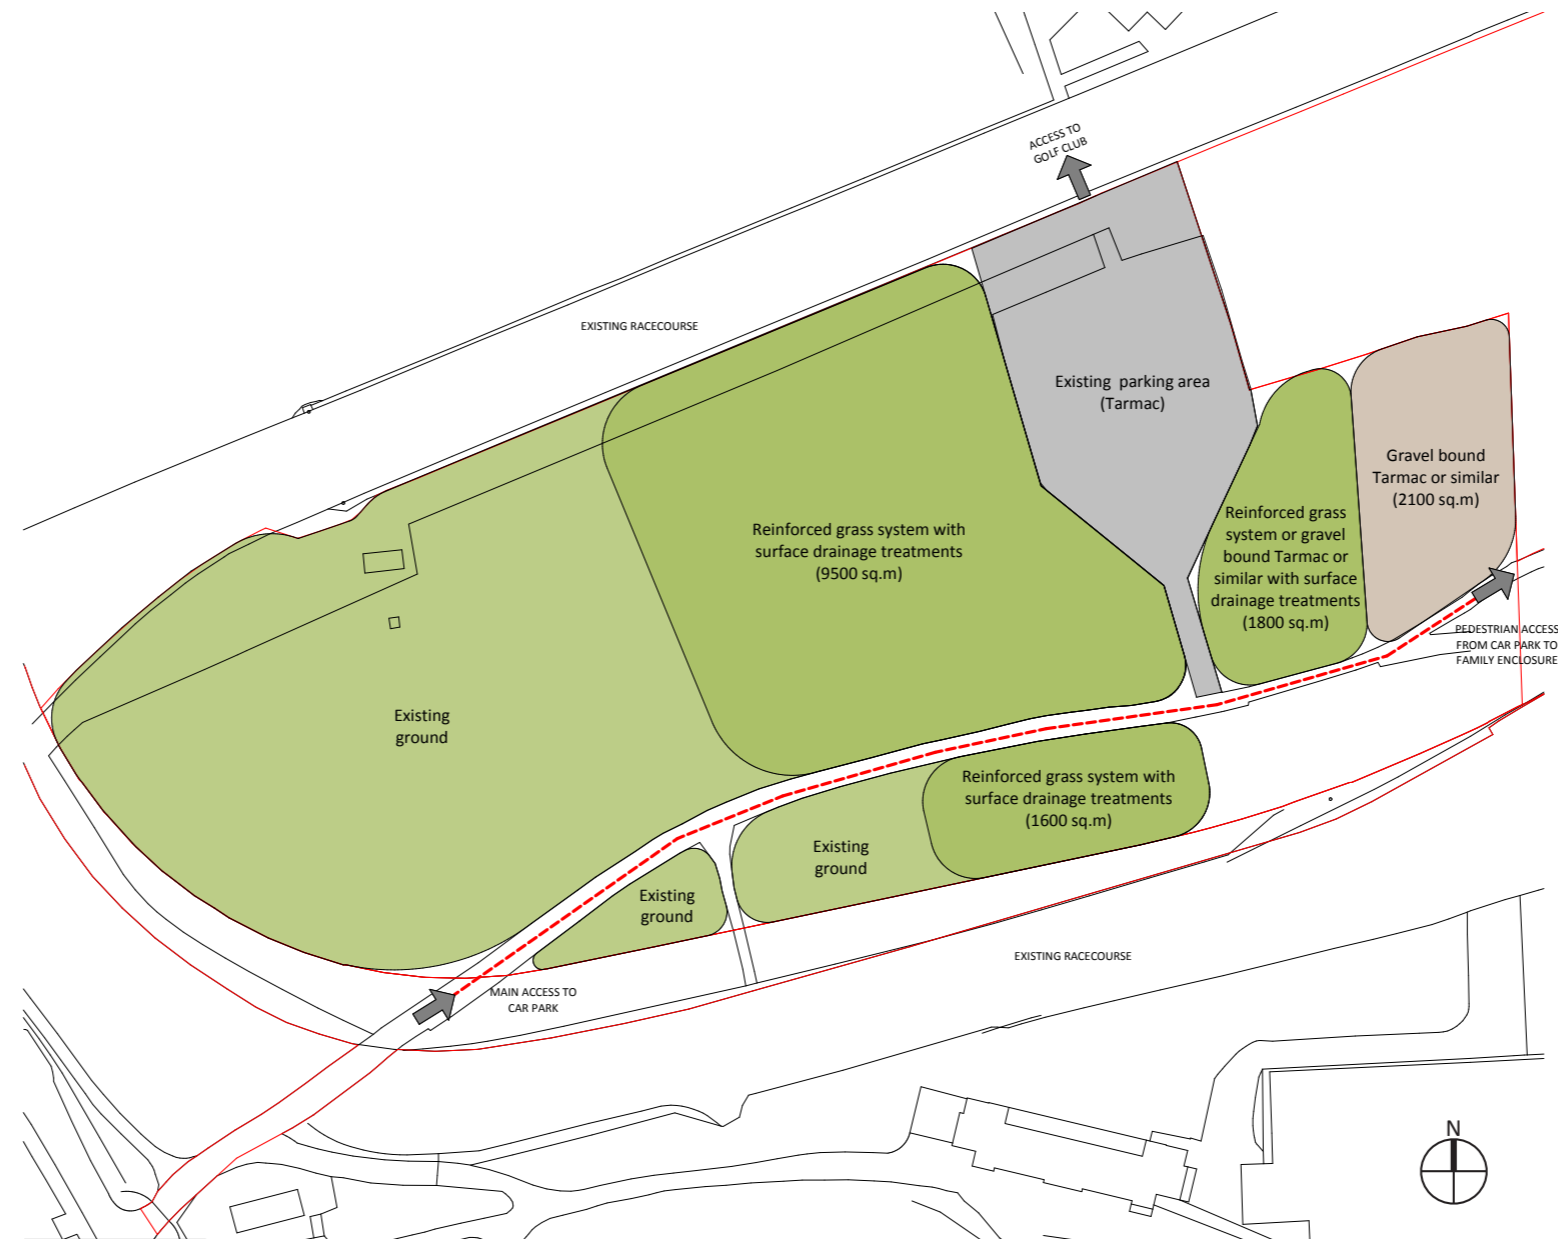 ACCESS TO
GOLF CLUB
EXISTING RACECOURSE
Existing parking area
(Tarmac)
Gravel bound
Tarmac or similar
(2100 sq.m)
Reinforced grass system with
surface drainage treatments
(9500 sq.m)
Reinforced grass
system or gravel
bound Tarmac or
similar with surface
drainage treatments
(1800 sq.m)
PEDESTRIAN ACCESS
FROM CAR PARK TO
FAMILY ENCLOSURE
Existing
ground
Reinforced grass system with
surface drainage treatments
(1600 sq.m)
Existing
ground
Existing
ground
EXISTING RACECOURSE
MAIN ACCESS TO
CAR PARK
N